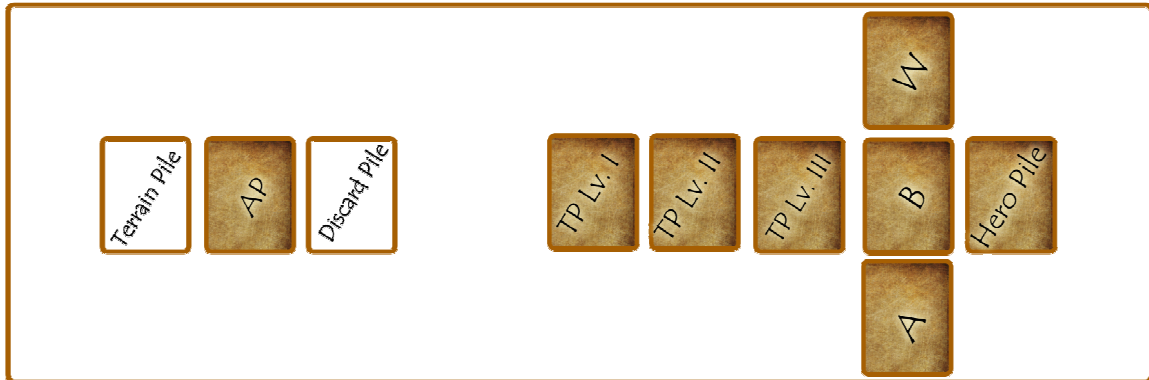 W
Terrain Pile
AP
Discard Pile
TP Lv. I
TP Lv. II
TP Lv. III
B
Hero Pile
A